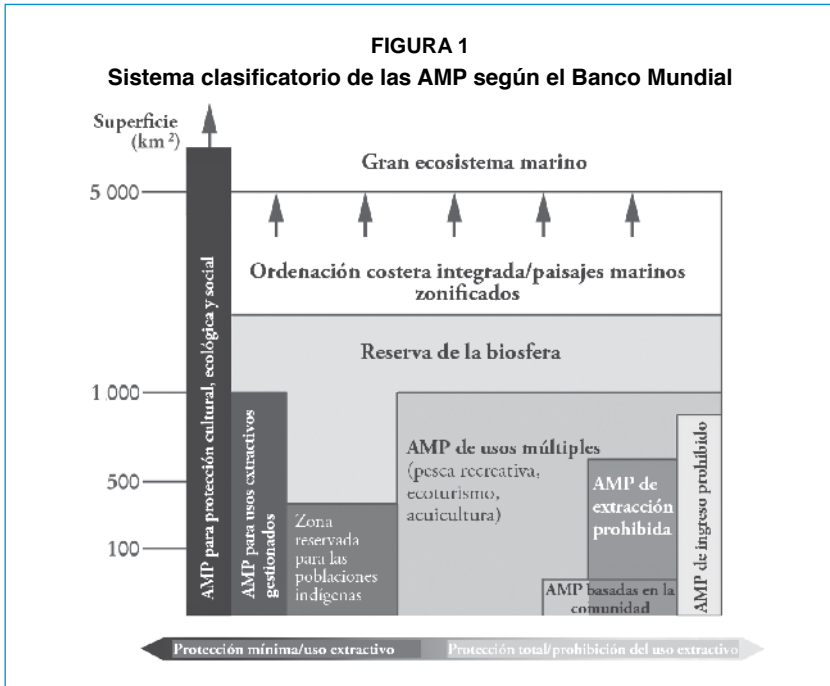 FIGURA 1
Sistema clasificatorio de las AMP según el Banco Mundial
Superficie
(km²)
Gran ecosistema marino
5 000
Ordenación costera integrada/paisajes marinos
zonificados
Reserva de la biosfera
1 000
500
100
AMP para protección cultural, ecológica y social
AMP para usos extractivos
gestionados
Zona
reservada
para las
poblaciones
indígenas
AMP de usos múltiples
(pesca recreativa,
ecoturismo,
acuicultura)
AMP de
extracción
prohibida
AMP basadas en la
comunidad
AMP de ingreso prohibido
Protección mínima/uso extractivo
Protección total/prohibición del uso extractivo